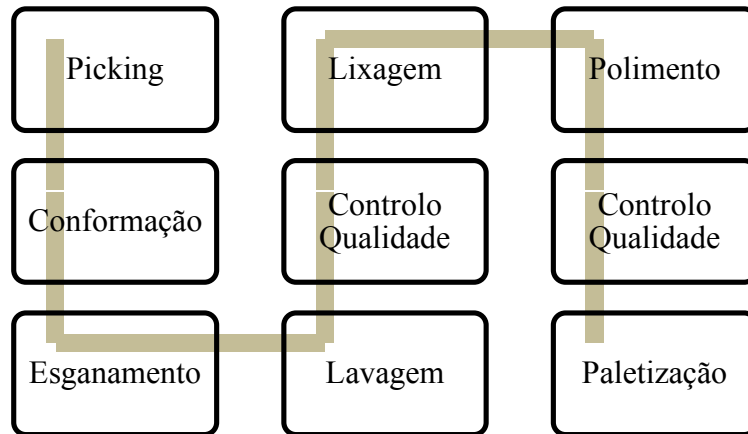 Picking
Conformação
Esganamento
Lavagem
Controlo
Qualidade
Lixagem
Polimento
Controlo
Qualidade
Paletização